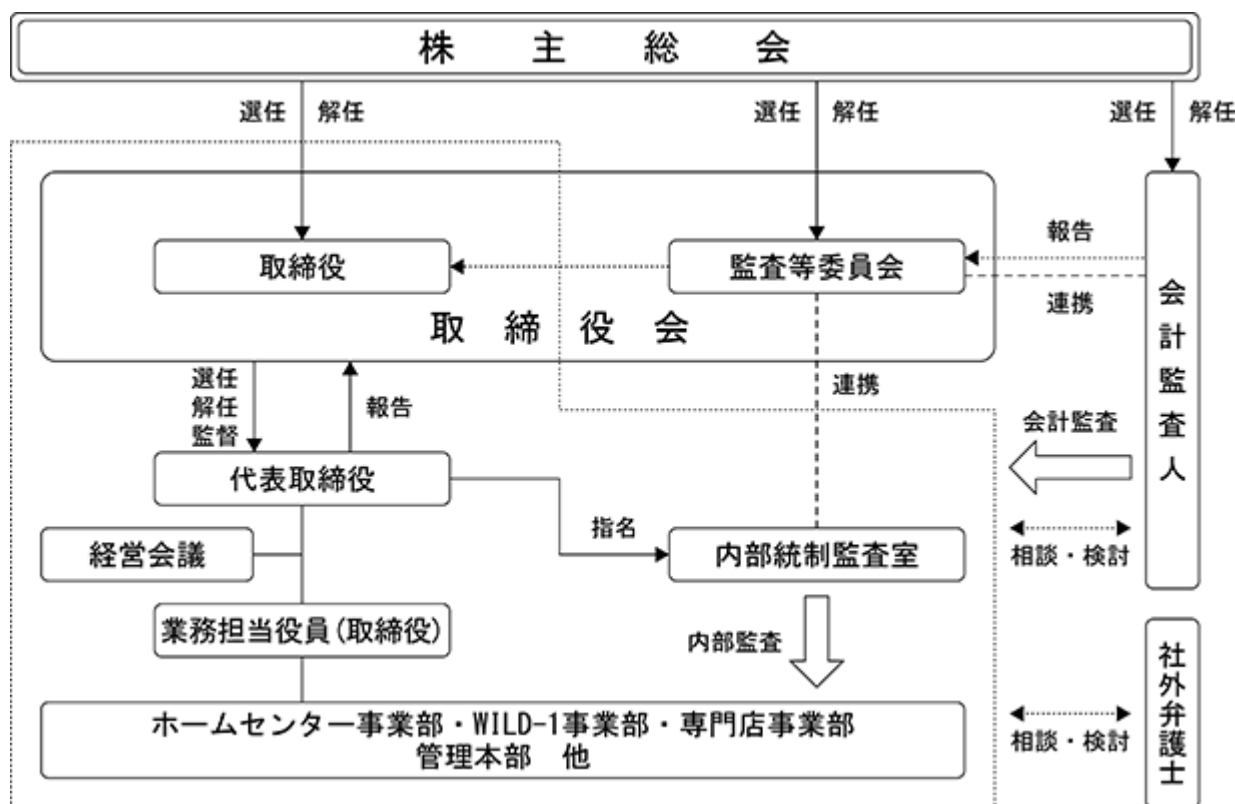 株主総会
選任 解任
選任 解任
選任 解任
取締役
監査等委員会
取締役会
報告
連携
会計監査人
選任
解任
監督
報告
連携
会計監査
代表取締役
指名
経営会議
内部統制監査室
相談・検討
業務担当役員(取締役)
内部監査
ホームセンター事業部・WILD-1事業部・専門店事業部
管理本部 他
相談・検討
社外弁護士